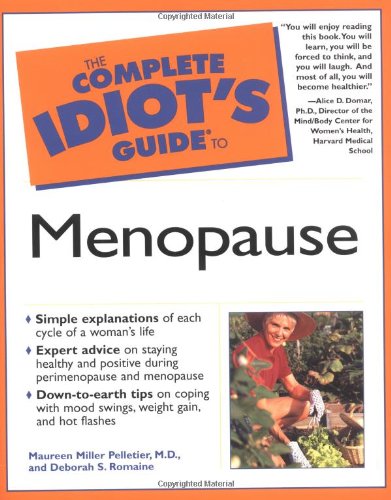 Copyrighted Material
THE
COMPLETE
IDIOT'S
GUIDE® TO
"You will enjoy reading
this book. You will
learn, you will be
forced to think, and
you will laugh. And
most of all, you will
become healthier."
—Alice D. Domar,
Ph.D., Director of the
Mind/Body Center for
Women's Health,
Harvard Medical
School
Menopause
♦ Simple explanations of each
cycle of a woman's life
♦ Expert advice on staying
healthy and positive during
perimenopause and menopause
♦ Down-to-earth tips on coping
with mood swings, weight gain,
and hot flashes
Maureen Miller Pelletier, M.D.,
and Deborah S. Romaine
Copyrighted Material